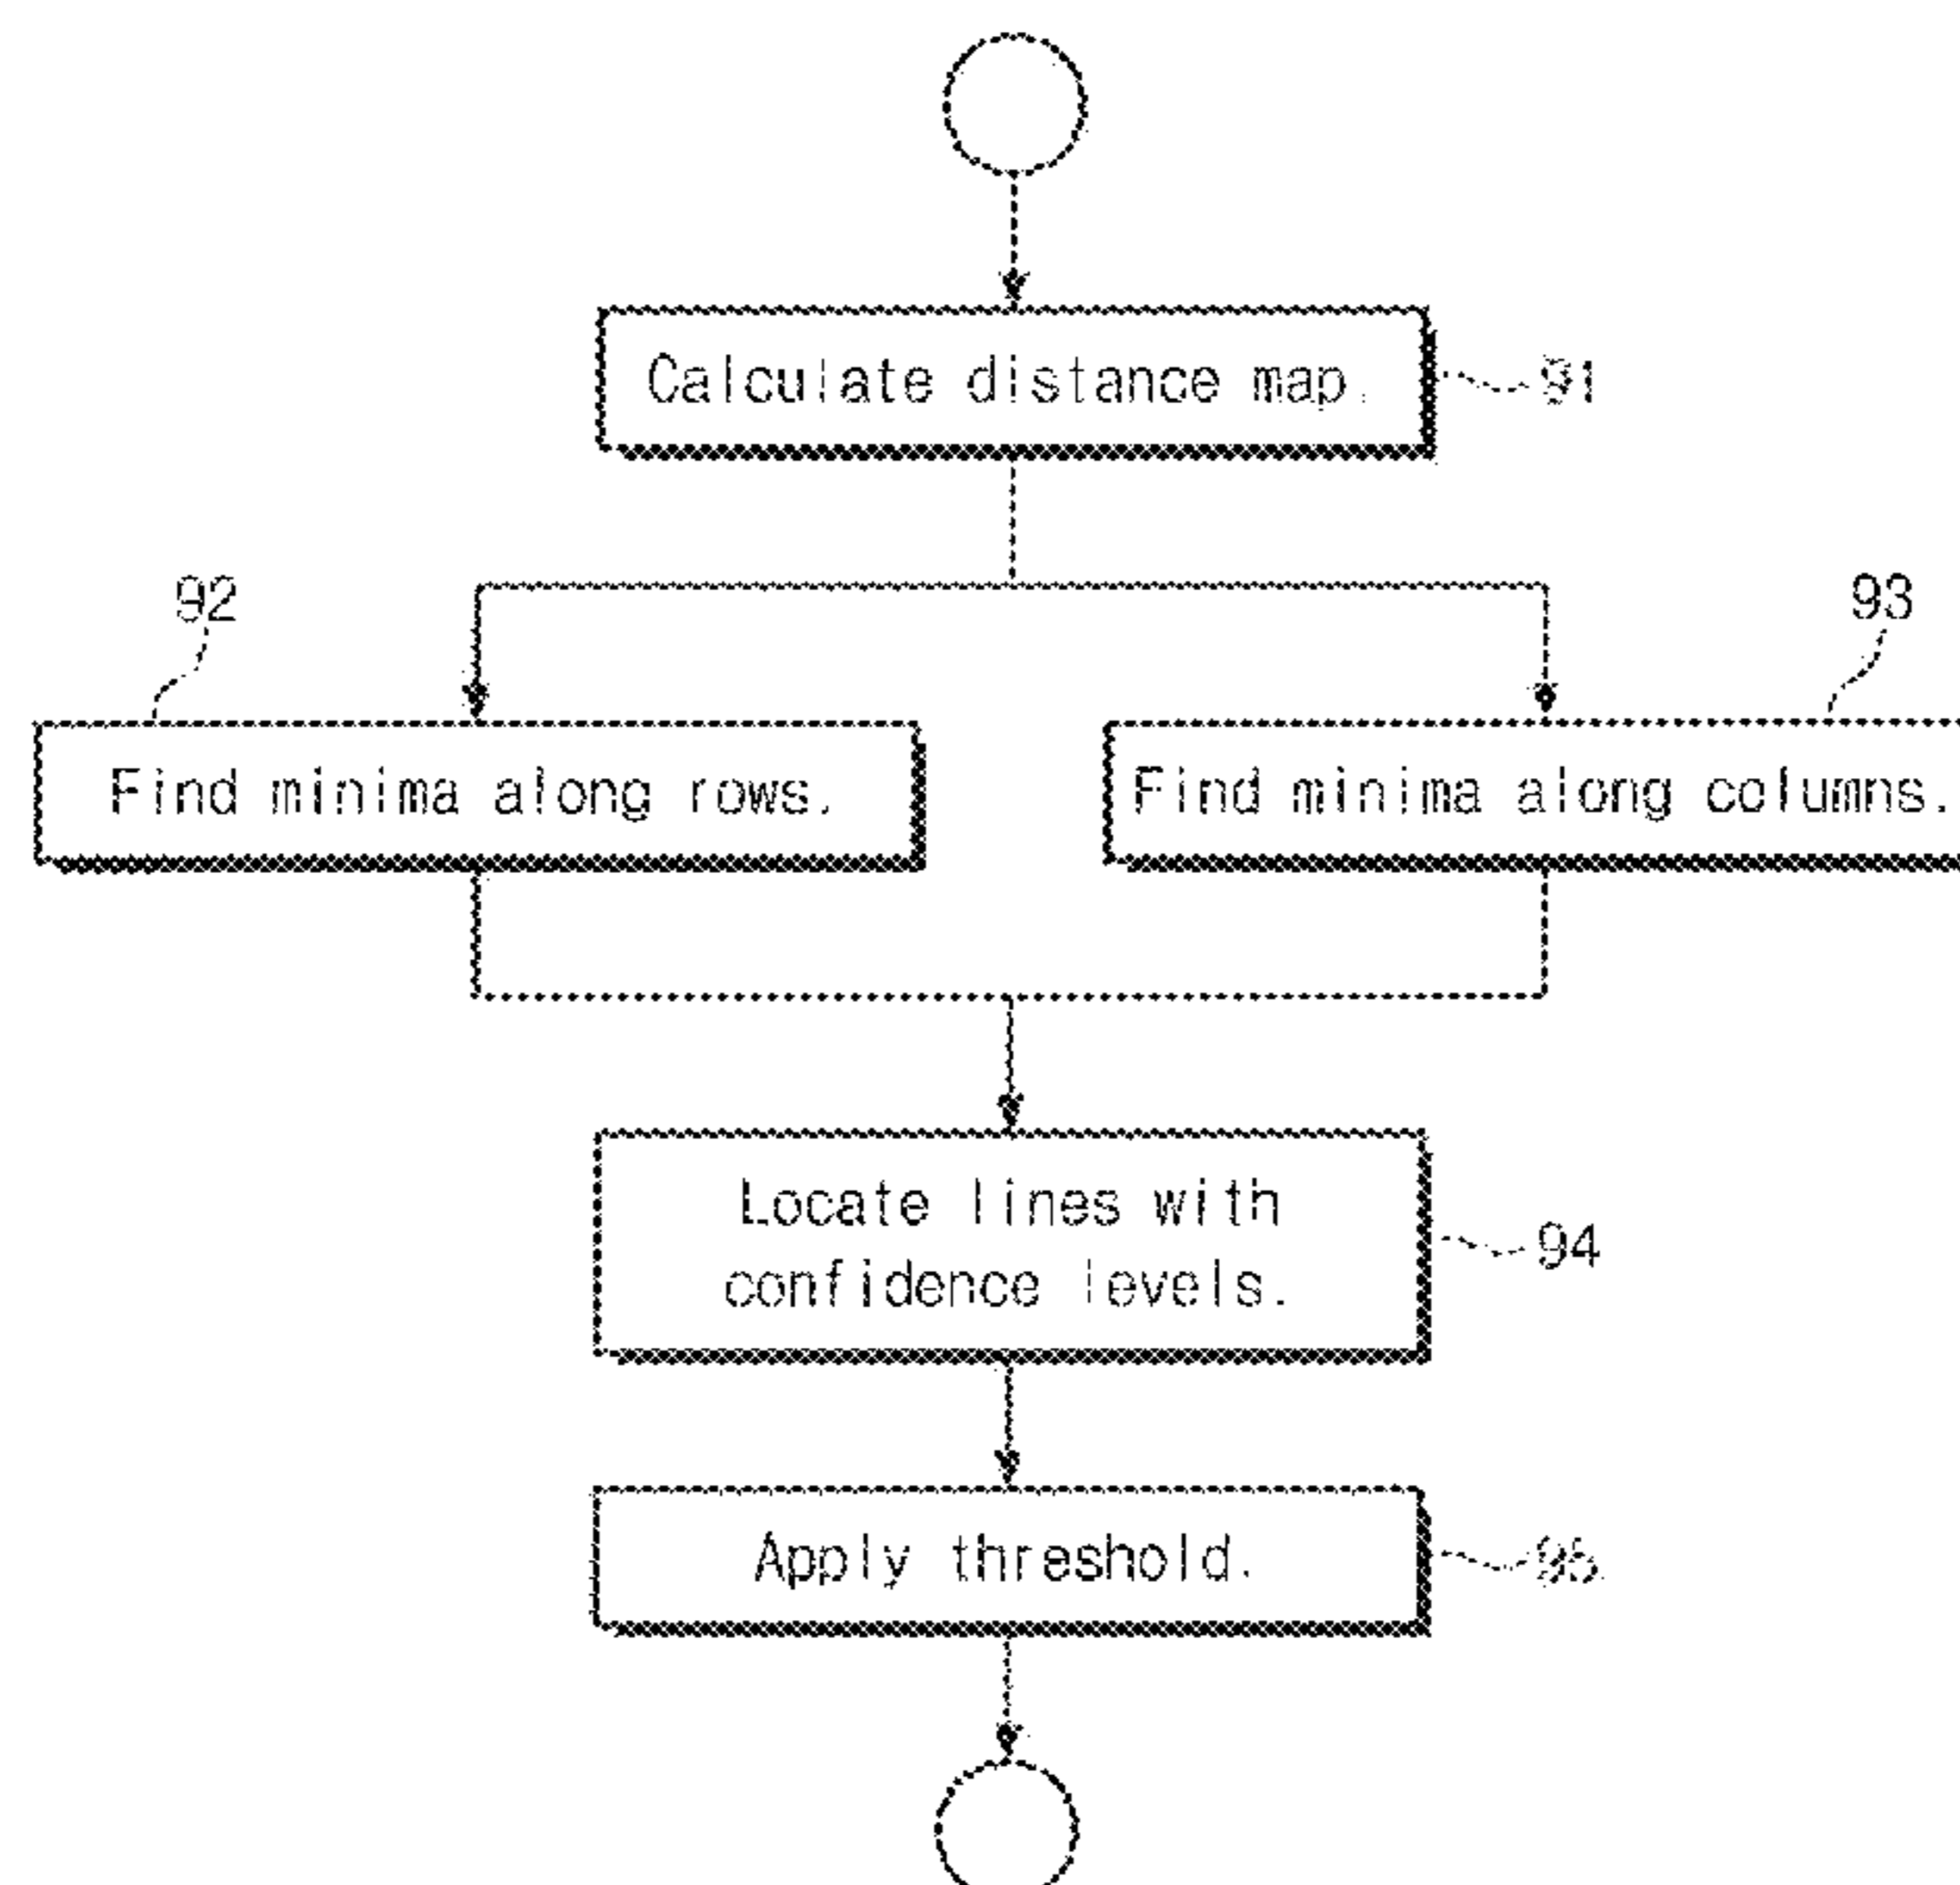 Calculate distance map.
91
92
93
Find minima along rows.
Find minima along columns.
Locate lines with
confidence levels.
94
Apply threshold.
95